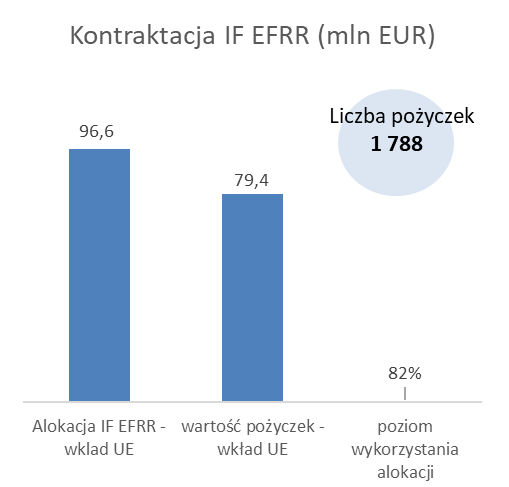 Kontraktacja IF EFRR (mln EUR)
Liczba pożyczek
1 788
96,6
79,4
82%
Alokacja IF EFRR -
wklad UE
wartość pożyczek -
wkład UE
poziom
wykorzystania
alokacji